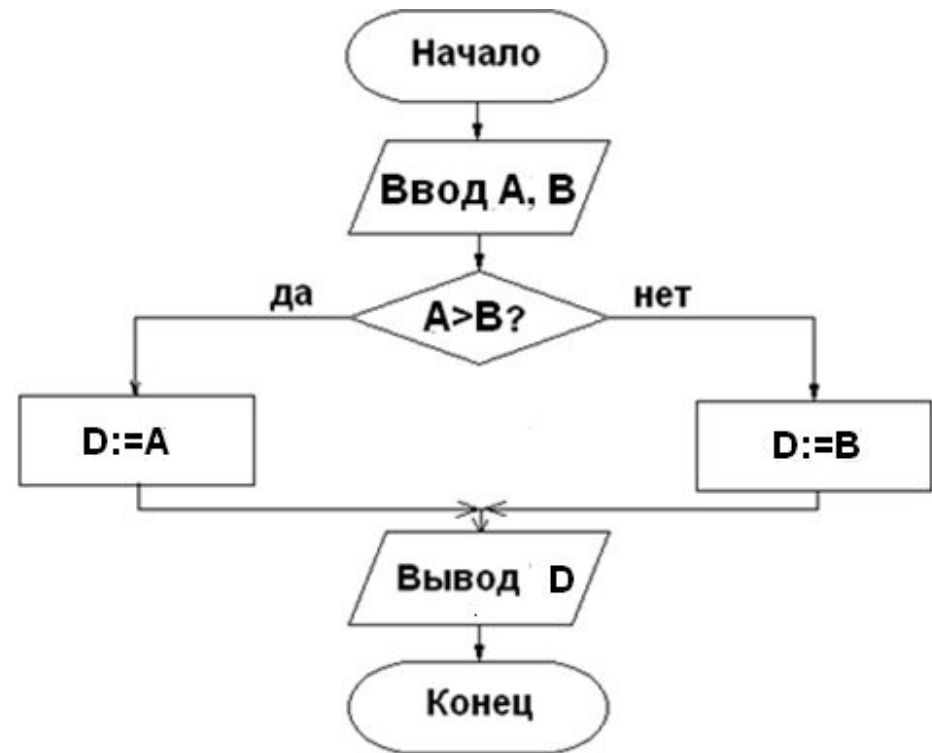 Начало
Ввод A, B
да
A>B?
нет
D:=A
D:=B
Вывод D
Конец